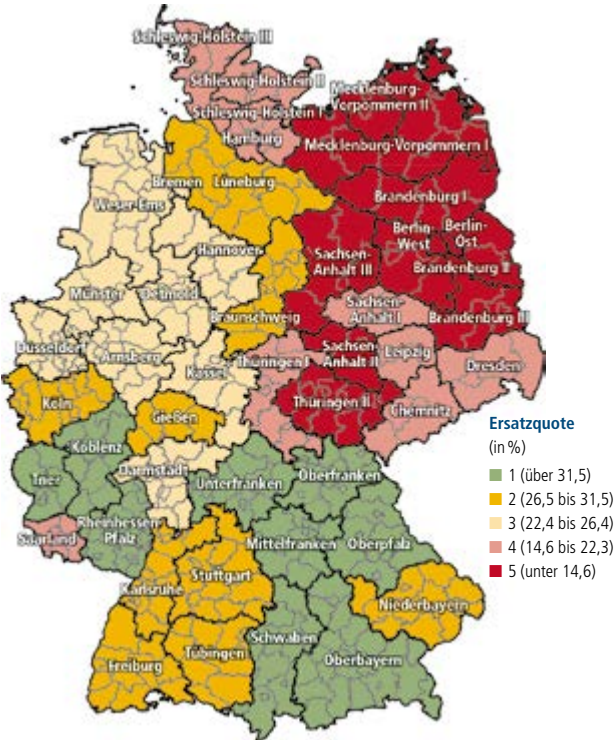 Schleswig-Holstein III
Schleswig-Holstein II
Schleswig-Holstein I
Hamburg
Mecklenburg-
Vorpommern II
Mecklenburg-Vorpommern I
Bremen
Lüneburg
Weser-Ems
Brandenburg I
Hannover
Berlin-
West
Berlin-
Ost
Sachsen-
Anhalt III
Brandenburg II
Münster
Detmold
Braunschweig
Sachsen-
Anhalt I
Brandenburg III
Düsseldorf
Arnsberg
Kassel
Thüringen I
Sachsen-
Anhalt II
Leipzig
Dresden
Köln
Gießen
Thüringen II
Chemnitz
Koblenz
Darmstadt
Trier
Unterfranken
Oberfranken
Saarland
Rheinhessen-
Pfalz
Mittelfranken
Oberpfalz
Karlsruhe
Stuttgart
Niederbayern
Freiburg
Tübingen
Schwaben
Oberbayern
Ersatzquote
(in %)
1 (über 31,5)
2 (26,5 bis 31,5)
3 (22,4 bis 26,4)
4 (14,6 bis 22,3)
5 (unter 14,6)